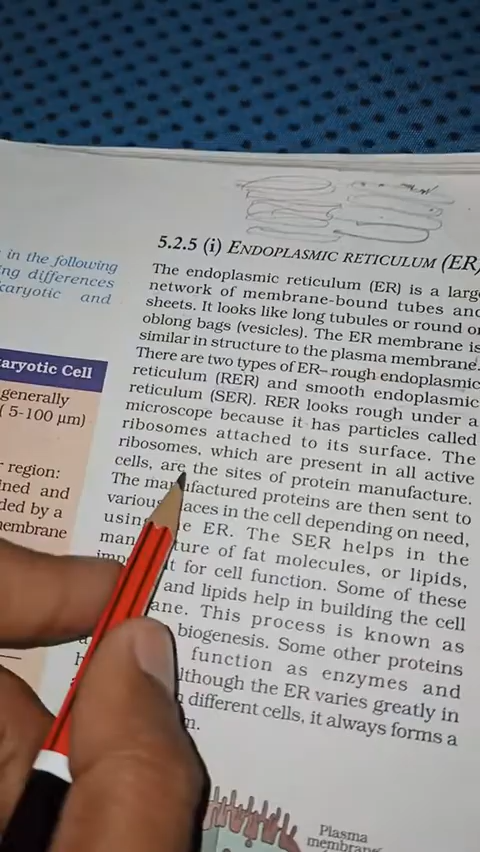 in the following
ng differences
karyotic and
aryotic Cell
generally
( 5-100 µm)
region:
ined and
ded by a
membrane
5.2.5 (i) ENDOPLASMIC RETICULUM (ER)
The endoplasmic reticulum (ER) is a large
network of membrane-bound tubes and
sheets. It looks like long tubules or round or
oblong bags (vesicles). The ER membrane is
similar in structure to the plasma membrane.
There are two types of ER– rough endoplasmic
reticulum (RER) and smooth endoplasmic
reticulum (SER). RER looks rough under a
microscope because it has particles called
ribosomes attached to its surface. The
ribosomes, which are present in all active
cells, are the sites of protein manufacture.
The manufactured proteins are then sent to
various places in the cell depending on need,
using ER. The SER helps in the
of fat molecules, or lipids,
for cell function. Some of these
and lipids help in building the cell
This process is known as
biogenesis. Some other proteins
function as enzymes and
lthough the ER varies greatly in
different cells, it always forms a
Plasma
membrane